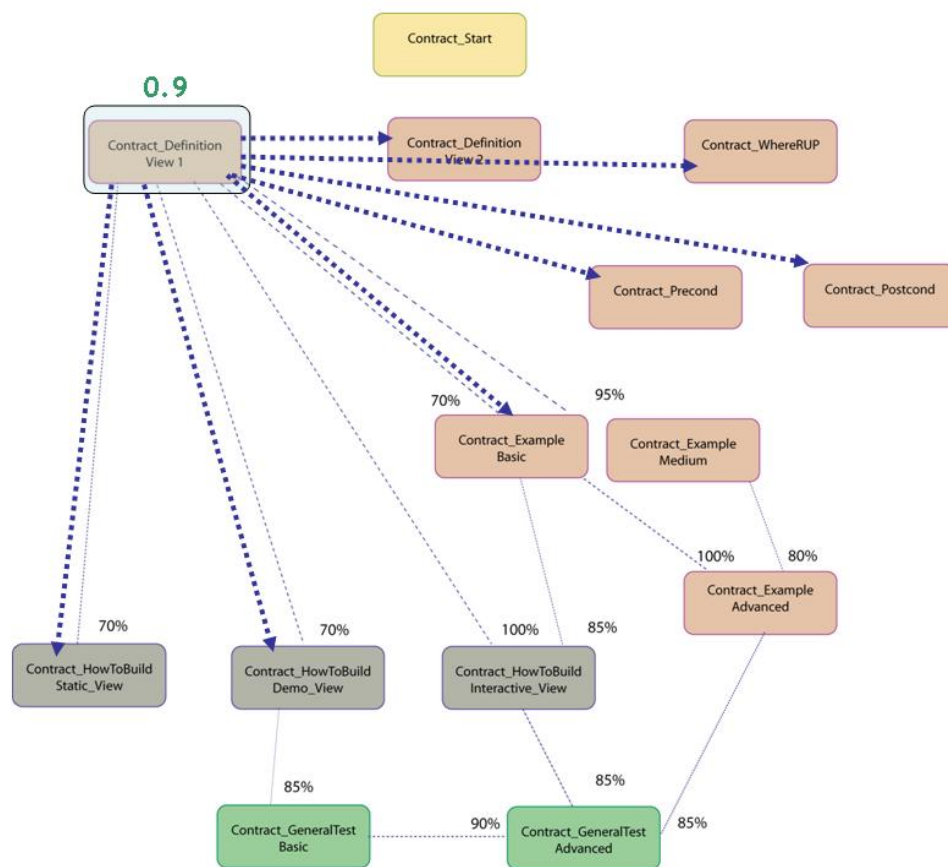 Contract_Start
0.9
Contract_Definition
View 1
Contract_Definition
View 2
Contract_WhereRUP
Contract_Precond
Contract_Postcond
70%
95%
Contract_Example
Basic
Contract_Example
Medium
100%
80%
Contract_Example
Advanced
70%
70%
100%
85%
Contract_HowToBuild
Static_View
Contract_HowToBuild
Demo_View
Contract_HowToBuild
Interactive_View
85%
85%
Contract_GeneralTest
Basic
90%
Contract_GeneralTest
Advanced
85%